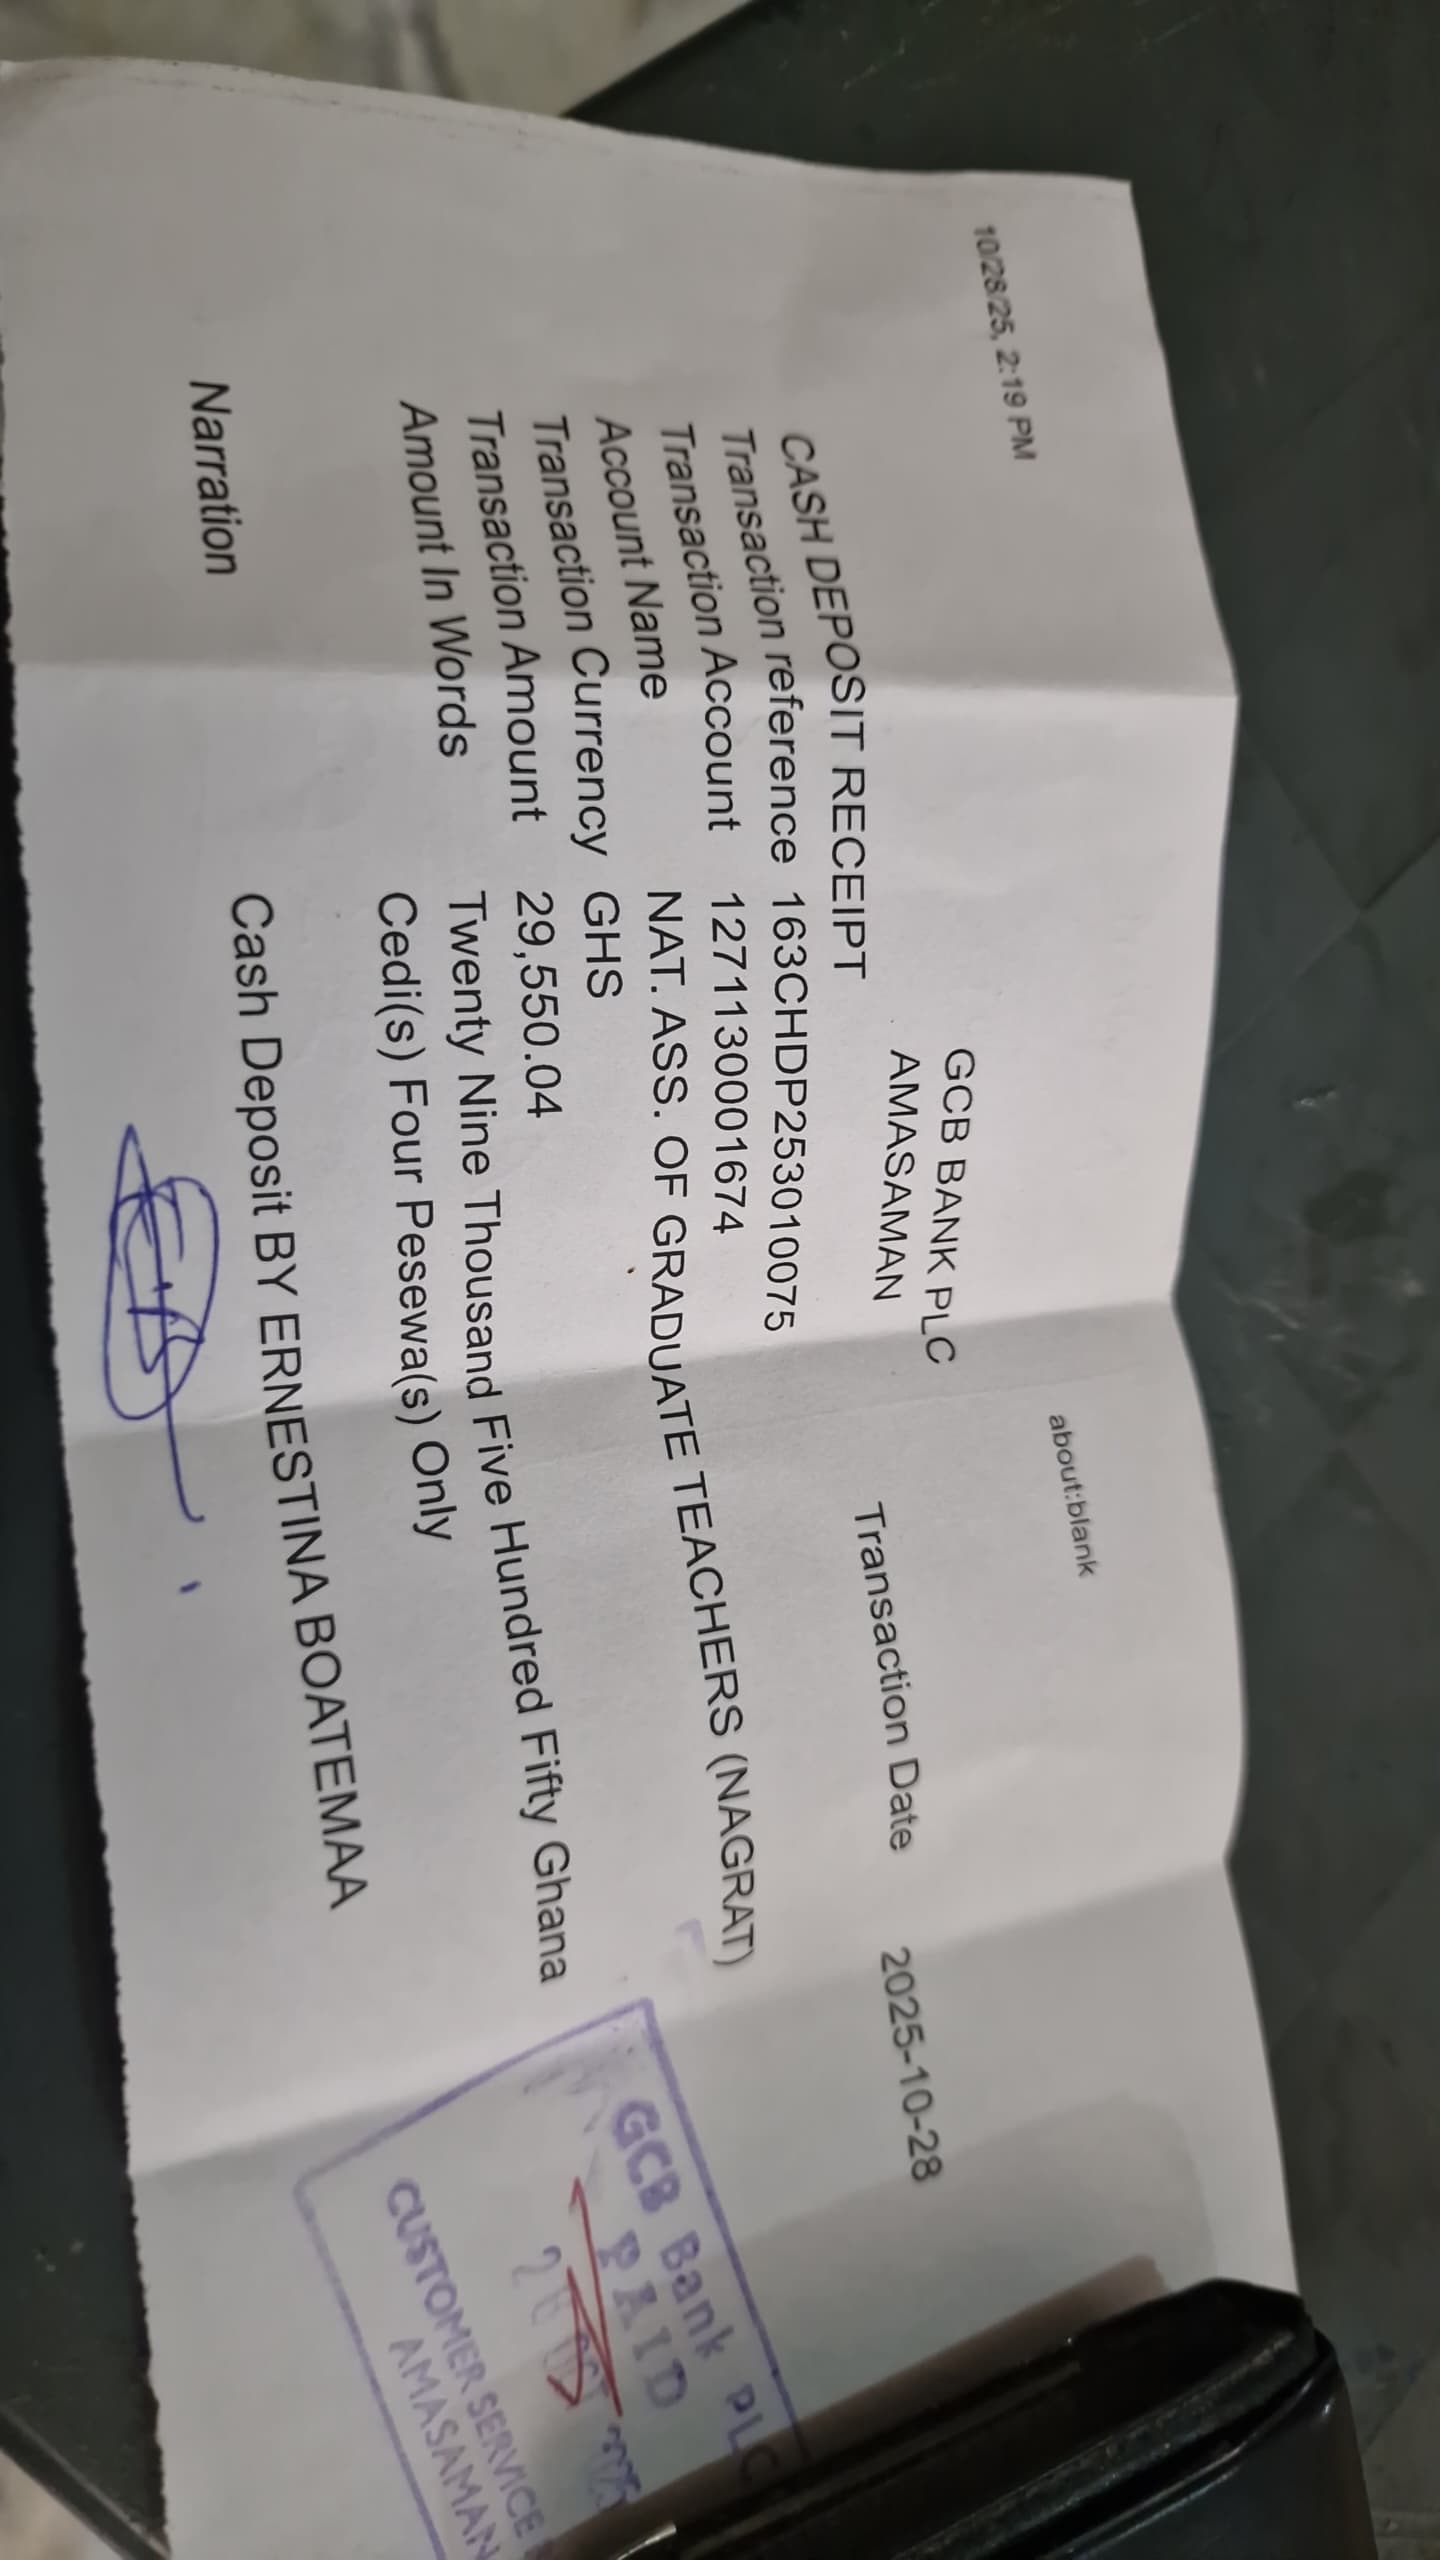 10/28/25, 2:19 PM about:blank
GCB BANK PLC
AMASAMAN Transaction Date 2025-10-28
CASH DEPOSIT RECEIPT
Transaction reference 163CHDP253010075
Transaction Account 1271130001674
Account Name NAT. ASS. OF GRADUATE TEACHERS (NAGRAT)
Transaction Currency GHS
Transaction Amount 29,550.04
Amount In Words Twenty Nine Thousand Five Hundred Fifty Ghana
Cedi(s) Four Pesewa(s) Only
Narration Cash Deposit BY ERNESTINA BOATEMAA
GCB Bank PLC
PAID
CUSTOMER SERVICE
AMASAMAN